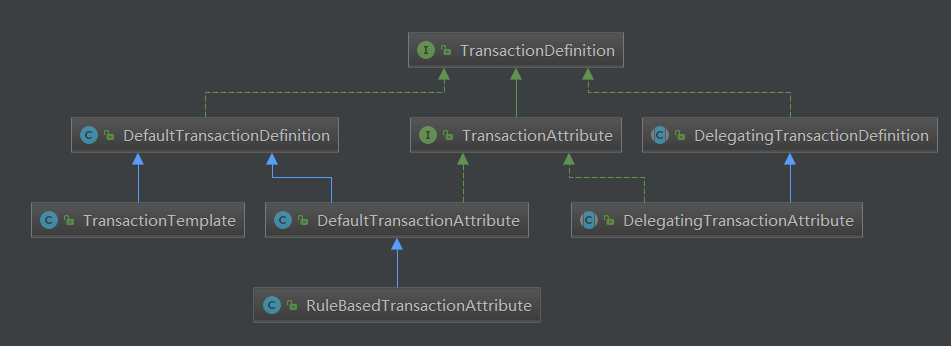 I TransactionDefinition
C DefaultTransactionDefinition
I TransactionAttribute
C DelegatingTransactionDefinition
C TransactionTemplate
C DefaultTransactionAttribute
C DelegatingTransactionAttribute
C RuleBasedTransactionAttribute